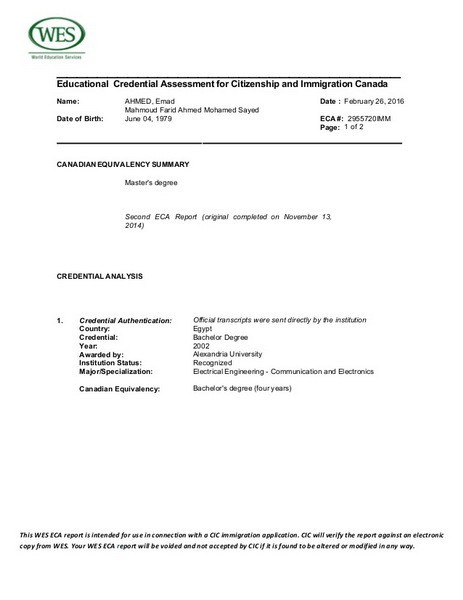 WES
World Education Services
Educational Credential Assessment for Citizenship and Immigration Canada
Name: AHMED, Emad Date : February 26, 2016
Mahmoud Farid Ahmed Mohamed Sayed
Date of Birth: June 04, 1979 ECA #: 2955720IMM
Page: 1 of 2
CANADIAN EQUIVALENCY SUMMARY
Master's degree
Second ECA Report (original completed on November 13,
2014)
CREDENTIAL ANALYSIS
1. Credential Authentication: Official transcripts were sent directly by the institution
Country: Egypt
Credential: Bachelor Degree
Year: 2002
Awarded by: Alexandria University
Institution Status: Recognized
Major/Specialization: Electrical Engineering - Communication and Electronics
Canadian Equivalency: Bachelor's degree (four years)
This WES ECA report is intended for use in connection with a CIC immigration application. CIC will verify the report against an electronic
copy from WES. Your WES ECA report will be voided and not accepted by CIC if it is found to be altered or modified in any way.